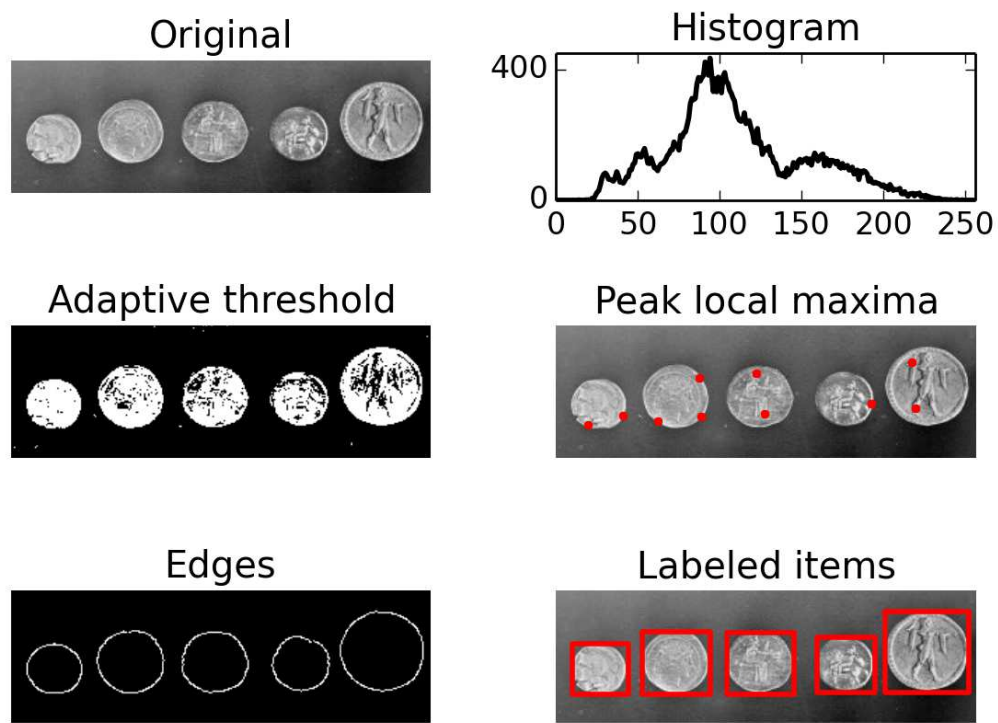 Original
Histogram
400
0
0 50 100 150 200 250
Adaptive threshold
Peak local maxima
Edges
Labeled items